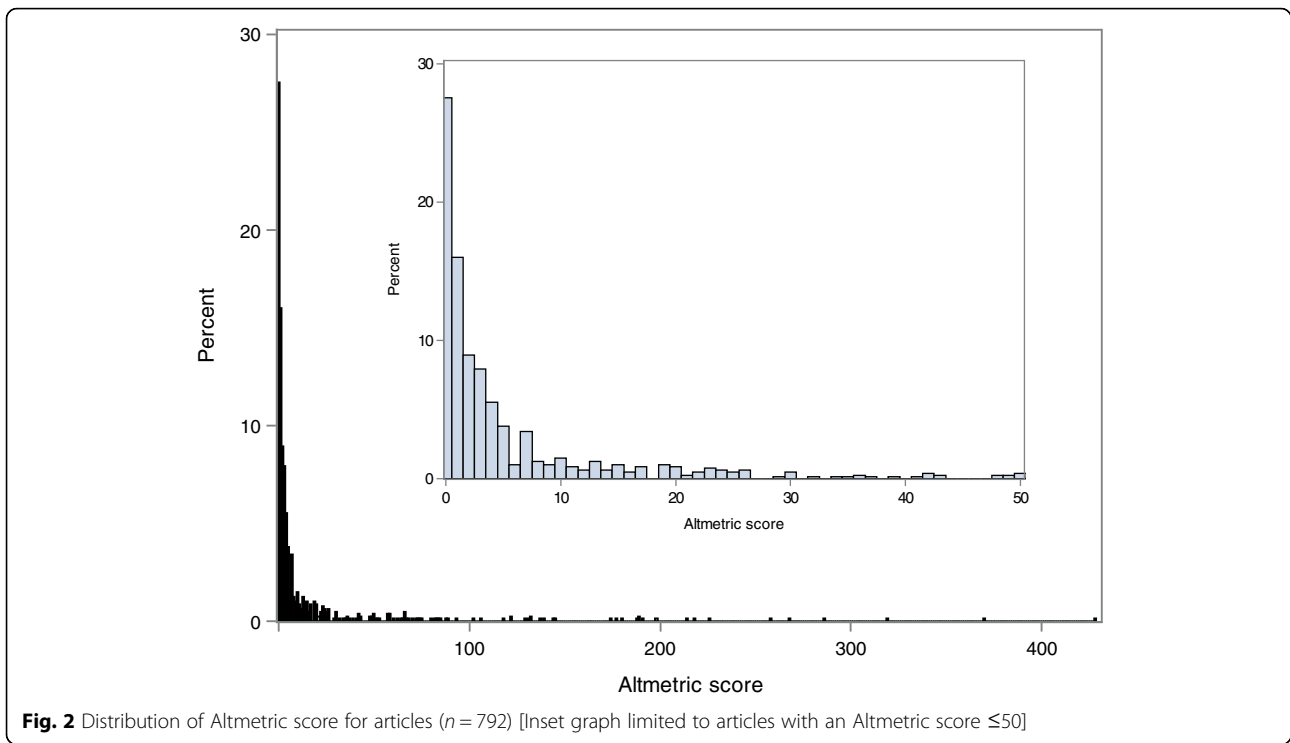 30
20
10
0
Percent
30
20
10
0
Percent
0 10 20 30 40 50
Altmetric score
100 200 300 400
Altmetric score
Fig. 2 Distribution of Altmetric score for articles (n = 792) [Inset graph limited to articles with an Altmetric score ≤50]